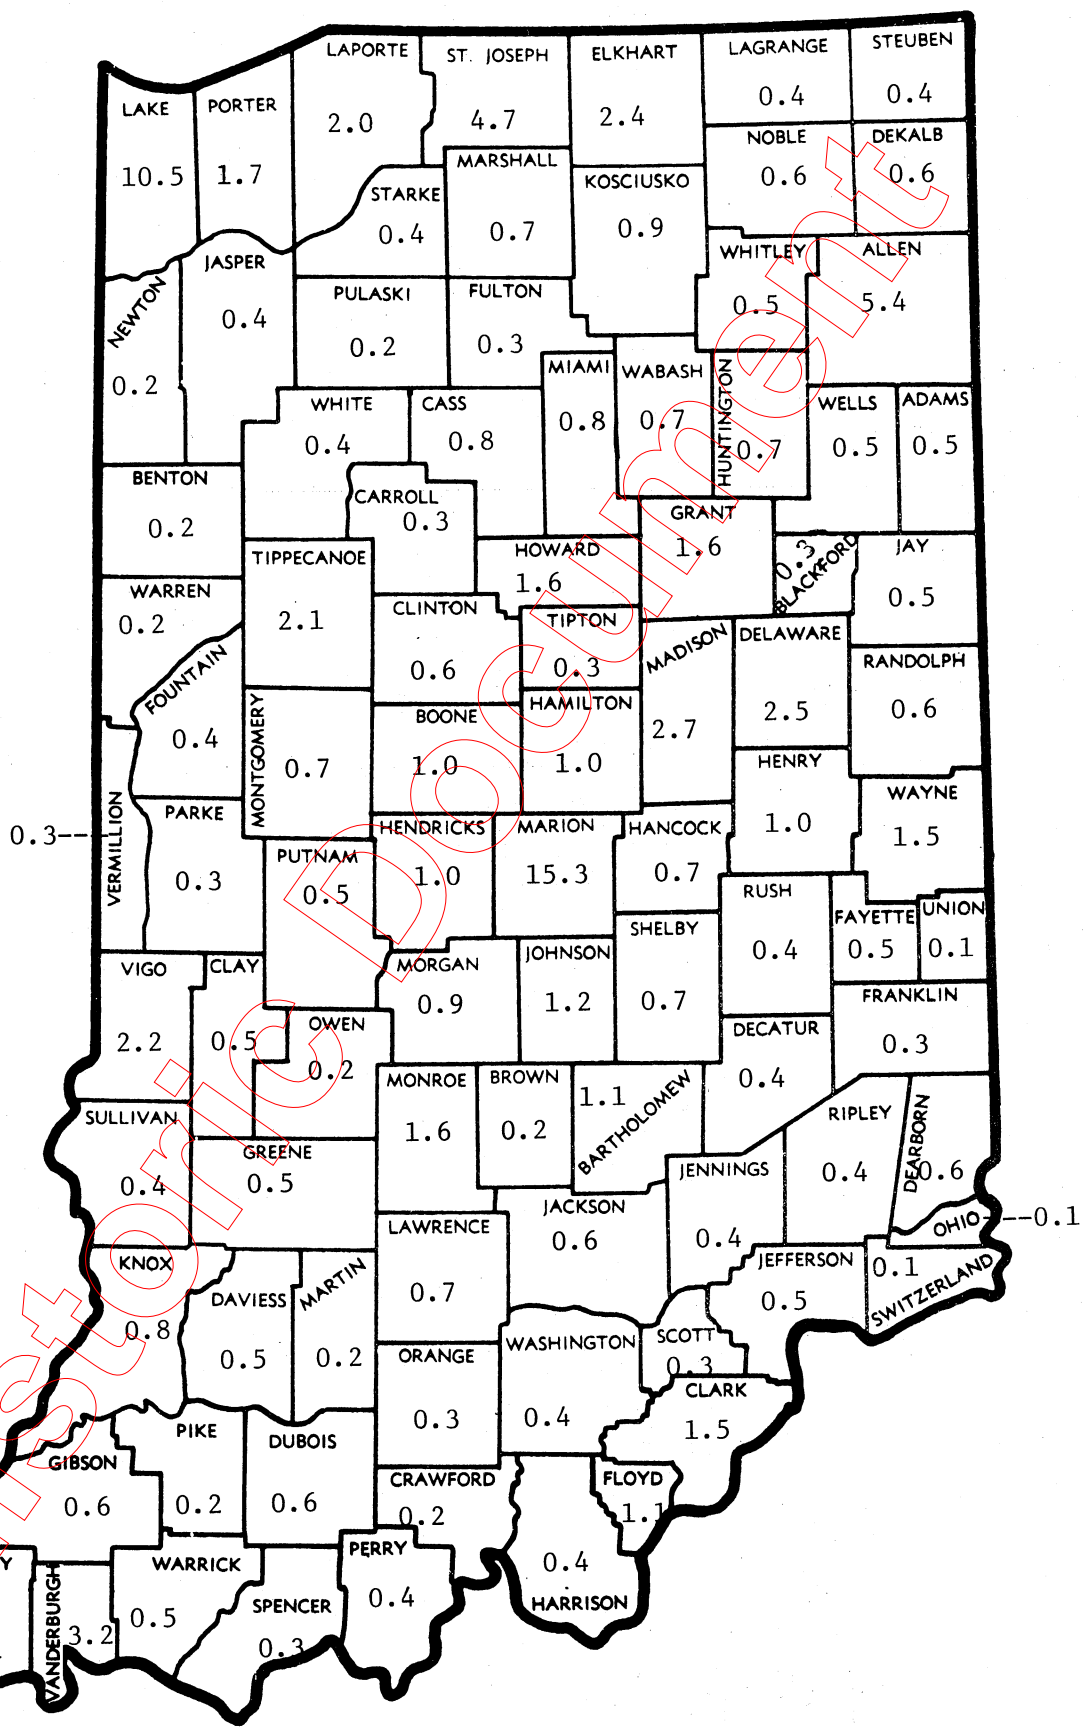 LAPORTE
2.0
ST. JOSEPH
4.7
ELKHART
2.4
LAGRANGE
0.4
STEUBEN
0.4
LAKE
10.5
PORTER
1.7
NOBLE
0.6
DEKALB
0.6
MARSHALL
0.7
STARKE
0.4
KOSCIUSKO
0.9
WHITLEY
0.5
ALLEN
5.4
JASPER
0.4
NEWTON
0.2
PULASKI
0.2
FULTON
0.3
MIAMI
0.8
WABASH
0.7
HUNTINGTON
0.7
WELLS
0.5
ADAMS
0.5
WHITE
0.4
CASS
0.8
BENTON
0.2
CARROLL
0.3
GRANT
1.6
HOWARD
1.6
BLACKFORD
0.3
JAY
0.5
TIPPECANOE
2.1
WARREN
0.2
CLINTON
0.6
TIPTON
0.3
MADISON
2.7
DELAWARE
2.5
RANDOLPH
0.6
FOUNTAIN
0.4
MONTGOMERY
0.7
BOONE
1.0
HAMILTON
1.0
HENRY
1.0
WAYNE
1.5
0.3--
VERMILLION
PARKE
0.3
PUTNAM
0.5
HENDRICKS
1.0
MARION
15.3
HANCOCK
0.7
RUSH
0.4
FAYETTE
0.5
UNION
0.1
SHELBY
0.7
VIGO
2.2
CLAY
0.5
MORGAN
0.9
JOHNSON
1.2
FRANKLIN
0.3
OWEN
0.2
DECATUR
0.4
MONROE
1.6
BROWN
0.2
BARTHOLOMEW
1.1
SULLIVAN
0.4
GREENE
0.5
RIPLEY
0.4
DEARBORN
0.6
JENNINGS
0.4
JACKSON
0.6
LAWRENCE
0.7
OHIO
--0.1
SWITZERLAND
0.1
JEFFERSON
0.5
KNOX
0.8
DAVIESS
0.5
MARTIN
0.2
ORANGE
0.3
WASHINGTON
0.4
SCOTT
0.3
CLARK
1.5
GIBSON
0.6
PIKE
0.2
DUBOIS
0.6
CRAWFORD
0.2
FLOYD
1.1
0.4
HARRISON
PERRY
0.4
Y
VANDERBURGH
3.2
WARRICK
0.5
SPENCER
0.3
storic Document